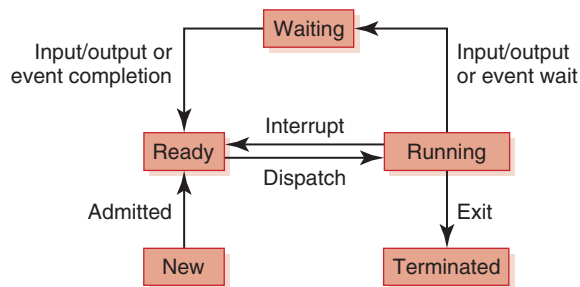 Waiting
Input/output or
event completion
Input/output
or event wait
Interrupt
Ready
Running
Dispatch
Admitted
Exit
New
Terminated